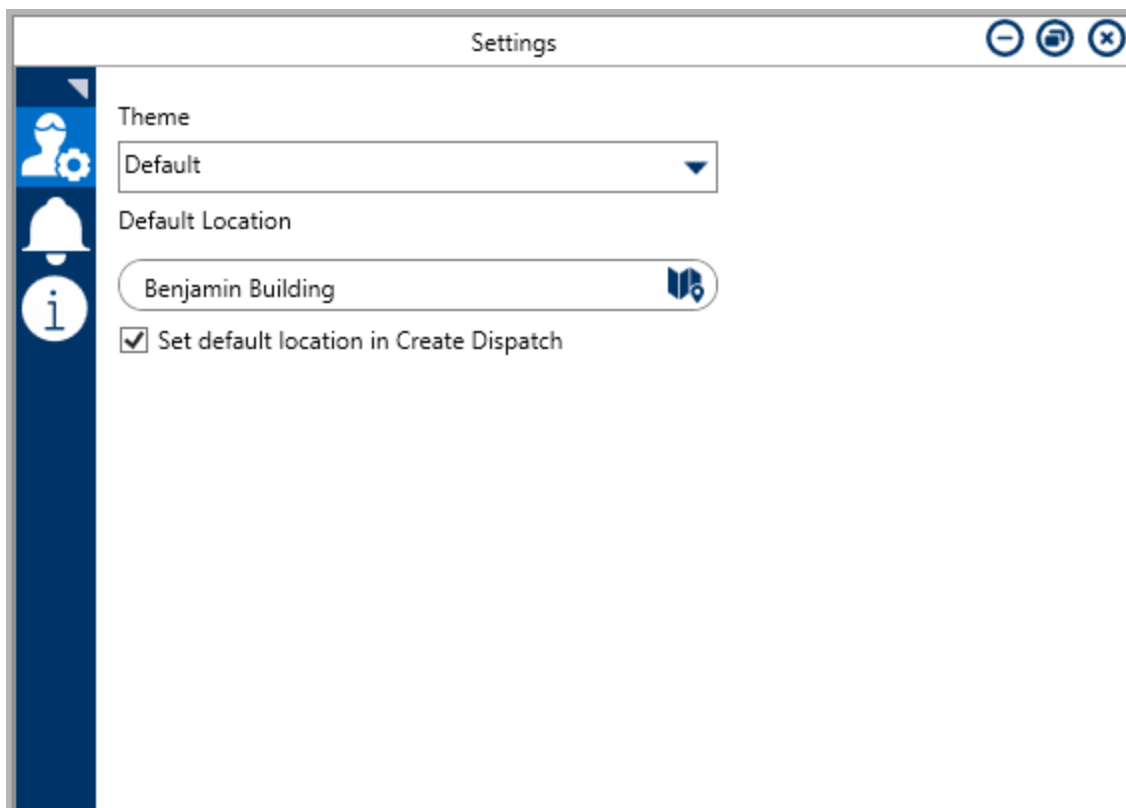 Settings
Theme
Default
Default Location
Benjamin Building
Set default location in Create Dispatch